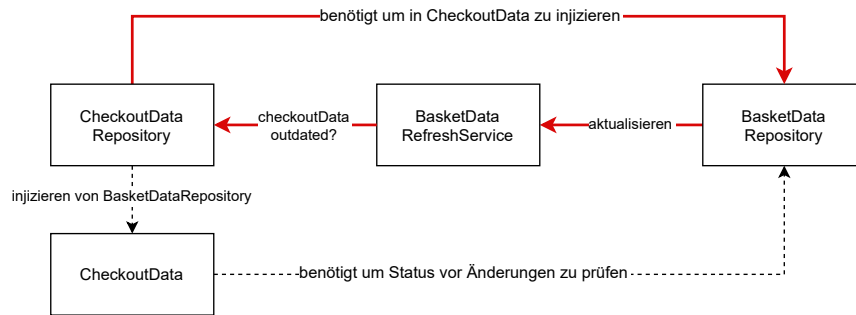 benötigt um in CheckoutData zu injizieren
CheckoutData
Repository
checkoutData
outdated?
BasketData
RefreshService
aktualisieren
BasketData
Repository
injizieren von BasketDataRepository
CheckoutData
benötigt um Status vor Änderungen zu prüfen